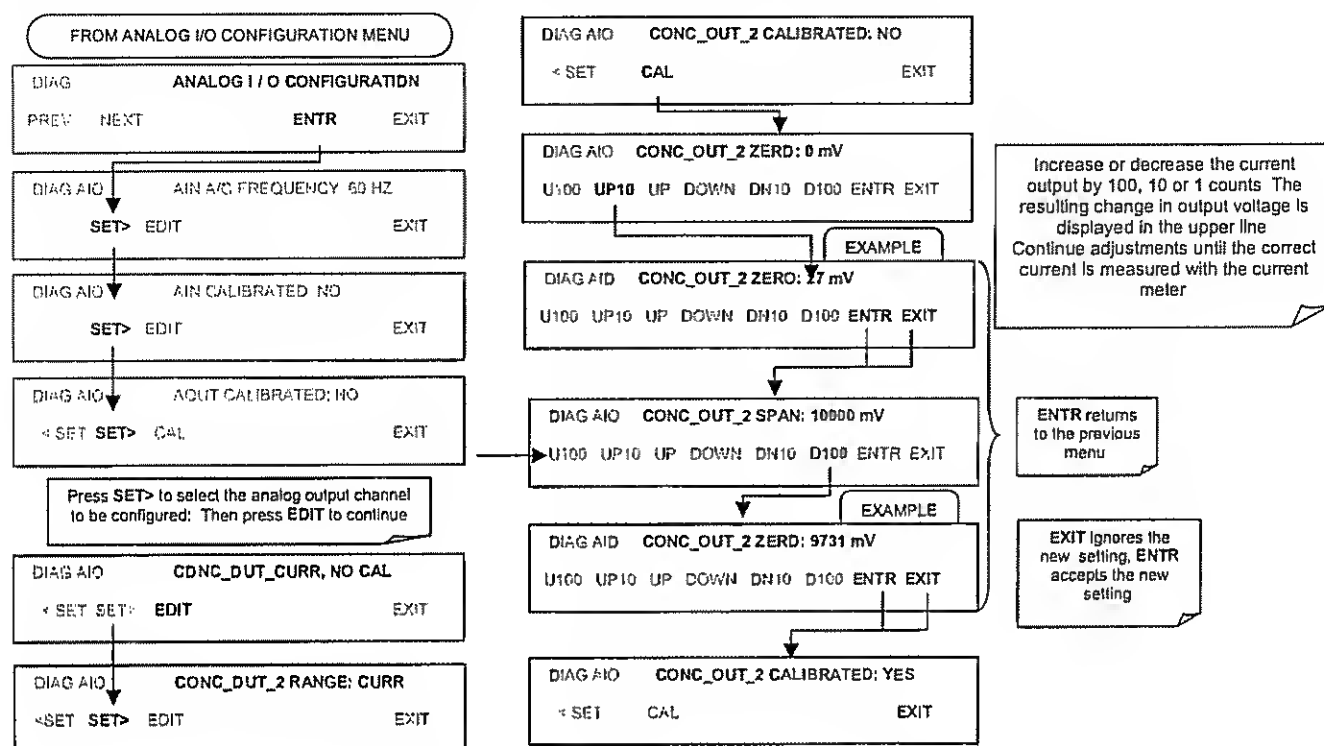 FROM ANALOG I/O CONFIGURATION MENU
DIAG ANALOG I / O CONFIGURATION
PREV NEXT ENTR EXIT
DIAG AIO AIN A/C FREQUENCY 60 HZ
SET> EDIT EXIT
DIAG AIO AIN CALIBRATED NO
SET> EDIT EXIT
DIAG AIO AOUT CALIBRATED: NO
< SET SET> CAL EXIT
Press SET> to select the analog output channel
to be configured: Then press EDIT to continue
DIAG AIO CDNC_DUT_CURR, NO CAL
< SET SET> EDIT EXIT
DIAG AIO CONC_DUT_2 RANGE: CURR
<SET SET> EDIT EXIT
DIAG AIO CONC_OUT_2 CALIBRATED: NO
< SET CAL EXIT
DIAG AIO CONC_OUT_2 ZERD: 0 mV
U100 UP10 UP DOWN DN10 D100 ENTR EXIT
EXAMPLE
DIAG AID CONC_OUT_2 ZERO: 27 mV
U100 UP10 UP DOWN DN10 D100 ENTR EXIT
DIAG AIO CONC_OUT_2 SPAN: 10000 mV
U100 UP10 UP DOWN DN10 D100 ENTR EXIT
EXAMPLE
DIAG AID CONC_OUT_2 ZERD: 9731 mV
U100 UP10 UP DOWN DN10 D100 ENTR EXIT
DIAG AIO CONC_OUT_2 CALIBRATED: YES
< SET CAL EXIT
Increase or decrease the current
output by 100, 10 or 1 counts The
resulting change in output voltage is
displayed in the upper line
Continue adjustments until the correct
current is measured with the current
meter
ENTR returns
to the previous
menu
EXIT Ignores the
new setting, ENTR
accepts the new
setting